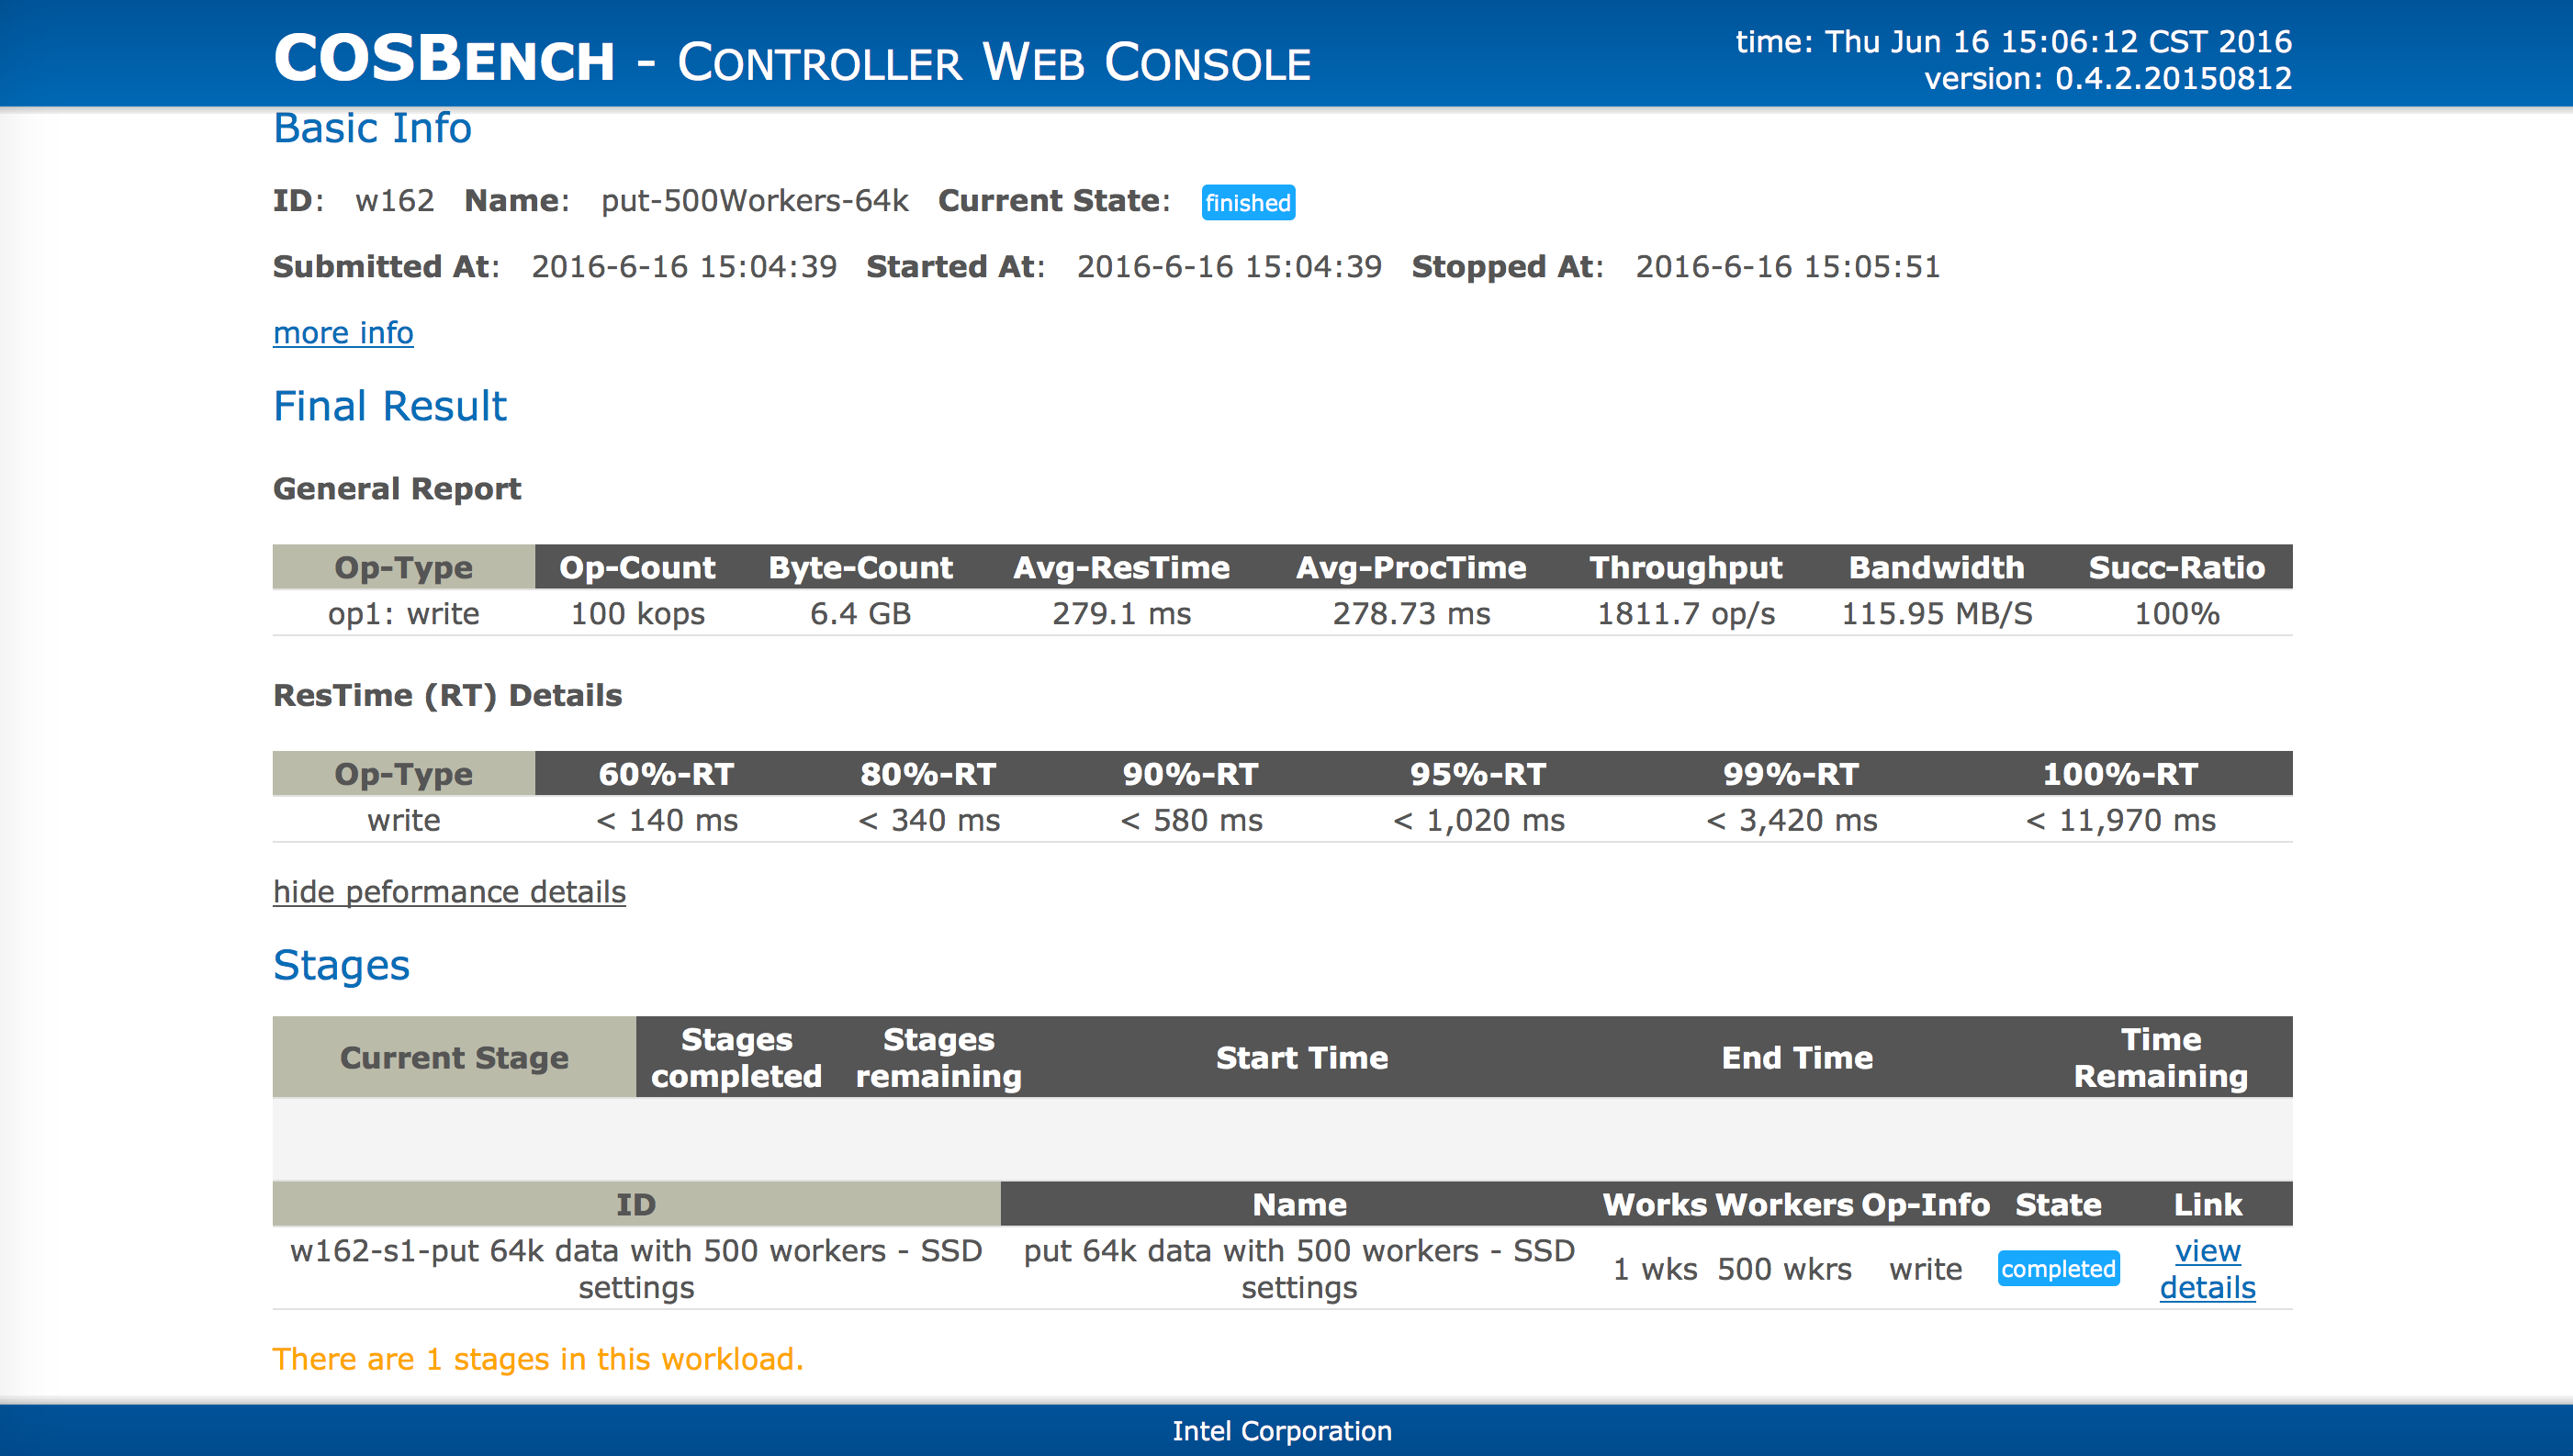 COSBENCH - CONTROLLER WEB CONSOLE
time: Thu Jun 16 15:06:12 CST 2016
version: 0.4.2.20150812
Basic Info
ID: w162 Name: put-500Workers-64k Current State: finished
Submitted At: 2016-6-16 15:04:39 Started At: 2016-6-16 15:04:39 Stopped At: 2016-6-16 15:05:51
more info
Final Result
General Report
Op-Type Op-Count Byte-Count Avg-ResTime Avg-ProcTime Throughput Bandwidth Succ-Ratio
op1: write 100 kops 6.4 GB 279.1 ms 278.73 ms 1811.7 op/s 115.95 MB/S 100%
ResTime (RT) Details
Op-Type 60%-RT 80%-RT 90%-RT 95%-RT 99%-RT 100%-RT
write < 140 ms < 340 ms < 580 ms < 1,020 ms < 3,420 ms < 11,970 ms
hide peformance details
Stages
Current Stage Stages completed Stages remaining Start Time End Time Time Remaining
ID Name Works Workers Op-Info State Link
w162-s1-put 64k data with 500 workers - SSD settings put 64k data with 500 workers - SSD settings 1 wks 500 wkrs write completed view details
There are 1 stages in this workload.
Intel Corporation